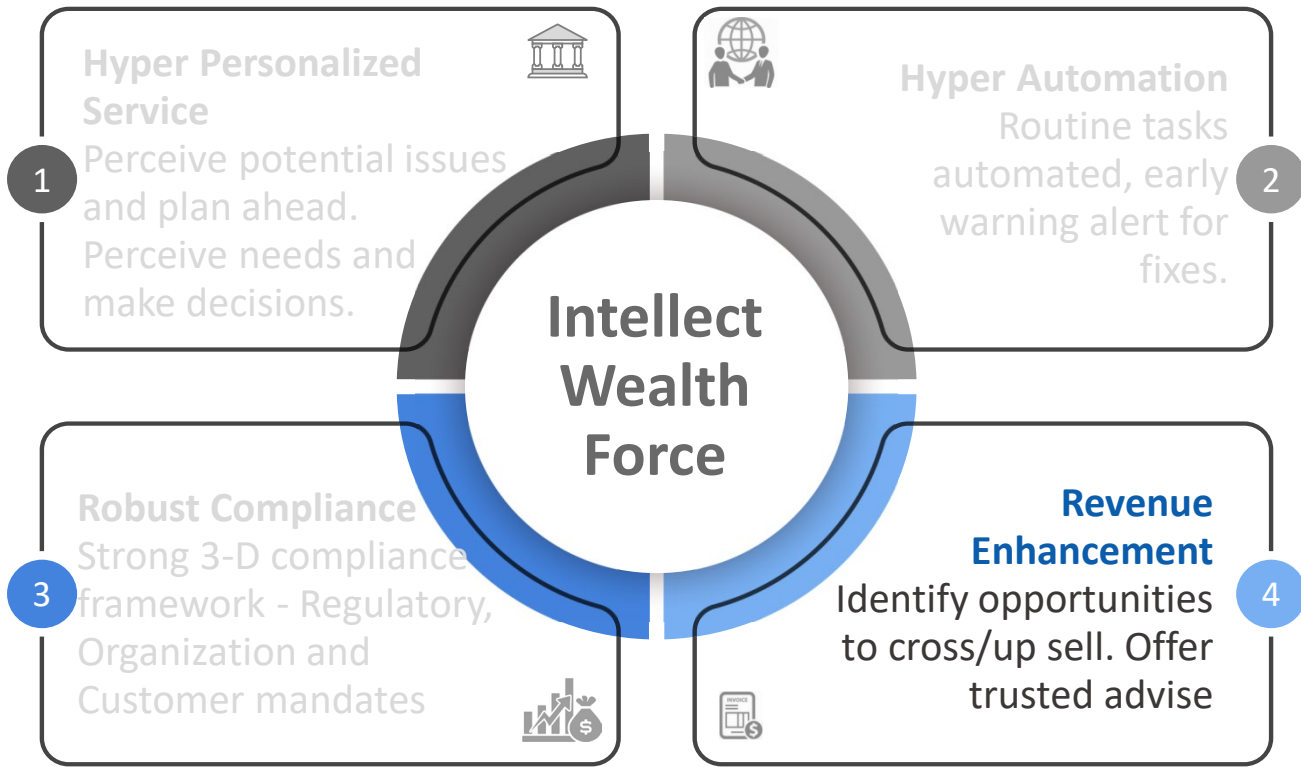 Hyper Personalized
Service
Perceive potential issues
and plan ahead.
Perceive needs and
make decisions.
1
Hyper Automation
Routine tasks
automated, early
warning alert for
fixes.
2
Intellect
Wealth
Force
Robust Compliance
Strong 3-D compliance
framework - Regulatory,
Organization and
Customer mandates
3
$
Revenue
Enhancement
Identify opportunities
to cross/up sell. Offer
trusted advise
4
INVOICE
$